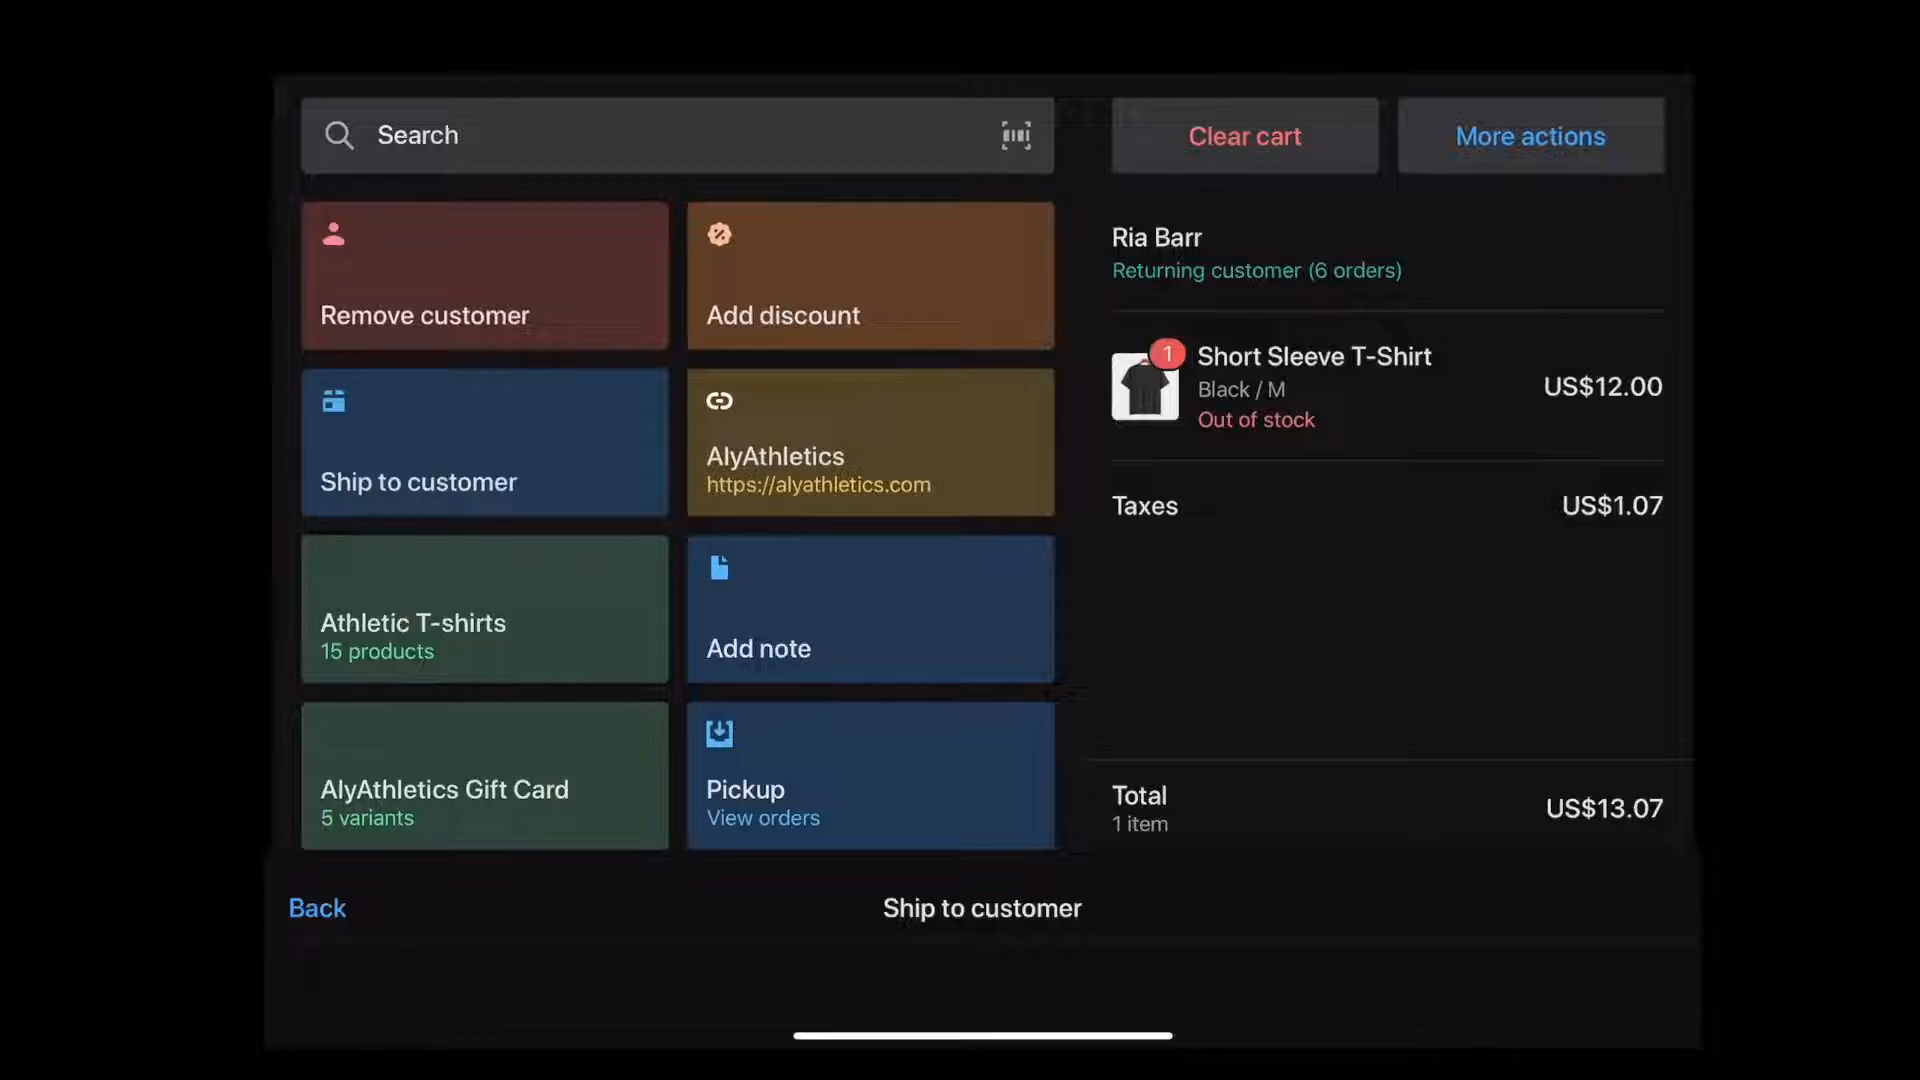 Search
Clear cart
More actions
Remove customer
Add discount
Ship to customer
AlyAthletics
https://alyathletics.com
Athletic T-shirts
15 products
Add note
AlyAthletics Gift Card
5 variants
Pickup
View orders
Ria Barr
Returning customer (6 orders)
1
Short Sleeve T-Shirt
Black / M
Out of stock
US$12.00
Taxes
US$1.07
Total
1 item
US$13.07
Back
Ship to customer